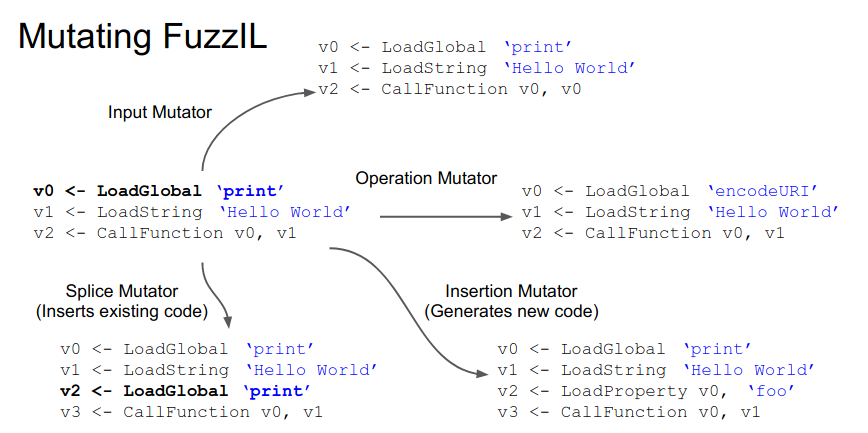 Mutating FuzzIL
v0 <- LoadGlobal ‘print’
v1 <- LoadString ‘Hello World’
v2 <- CallFunction v0, v0
Input Mutator
v0 <- LoadGlobal ‘print’
v1 <- LoadString ‘Hello World’
v2 <- CallFunction v0, v1
Operation Mutator
v0 <- LoadGlobal ‘encodeURI’
v1 <- LoadString ‘Hello World’
v2 <- CallFunction v0, v1
Splice Mutator
(Inserts existing code)
v0 <- LoadGlobal ‘print’
v1 <- LoadString ‘Hello World’
v2 <- LoadGlobal ‘print’
v3 <- CallFunction v0, v1
Insertion Mutator
(Generates new code)
v0 <- LoadGlobal ‘print’
v1 <- LoadString ‘Hello World’
v2 <- LoadProperty v0, ‘foo’
v3 <- CallFunction v0, v1